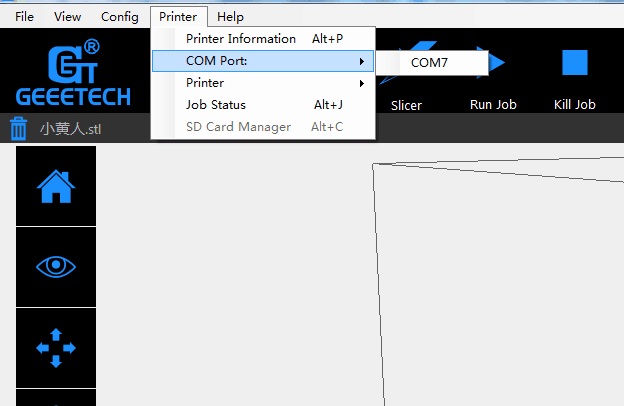 File View Config Printer Help
Printer Information Alt+P
COM Port:
COM7
Printer
Job Status Alt+J
SD Card Manager Alt+C
GEEETECH
®
Slicer
Run Job
Kill Job
小黄人.stl